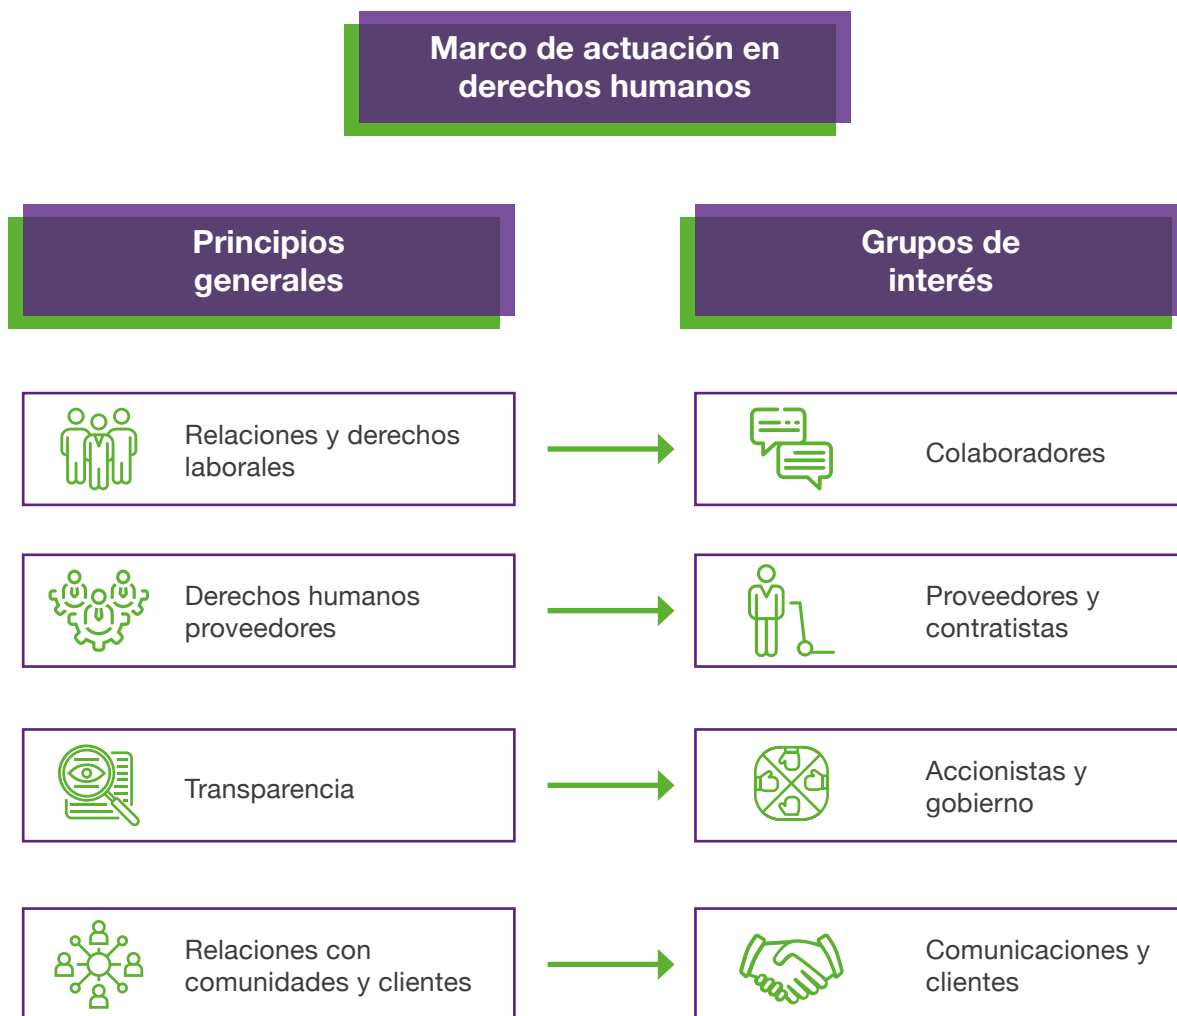 Marco de actuación en
derechos humanos
Principios
generales
Grupos de
interés
Relaciones y derechos
laborales
Colaboradores
Derechos humanos
proveedores
Proveedores y
contratistas
Transparencia
Accionistas y
gobierno
Relaciones con
comunidades y clientes
Comunicaciones y
clientes